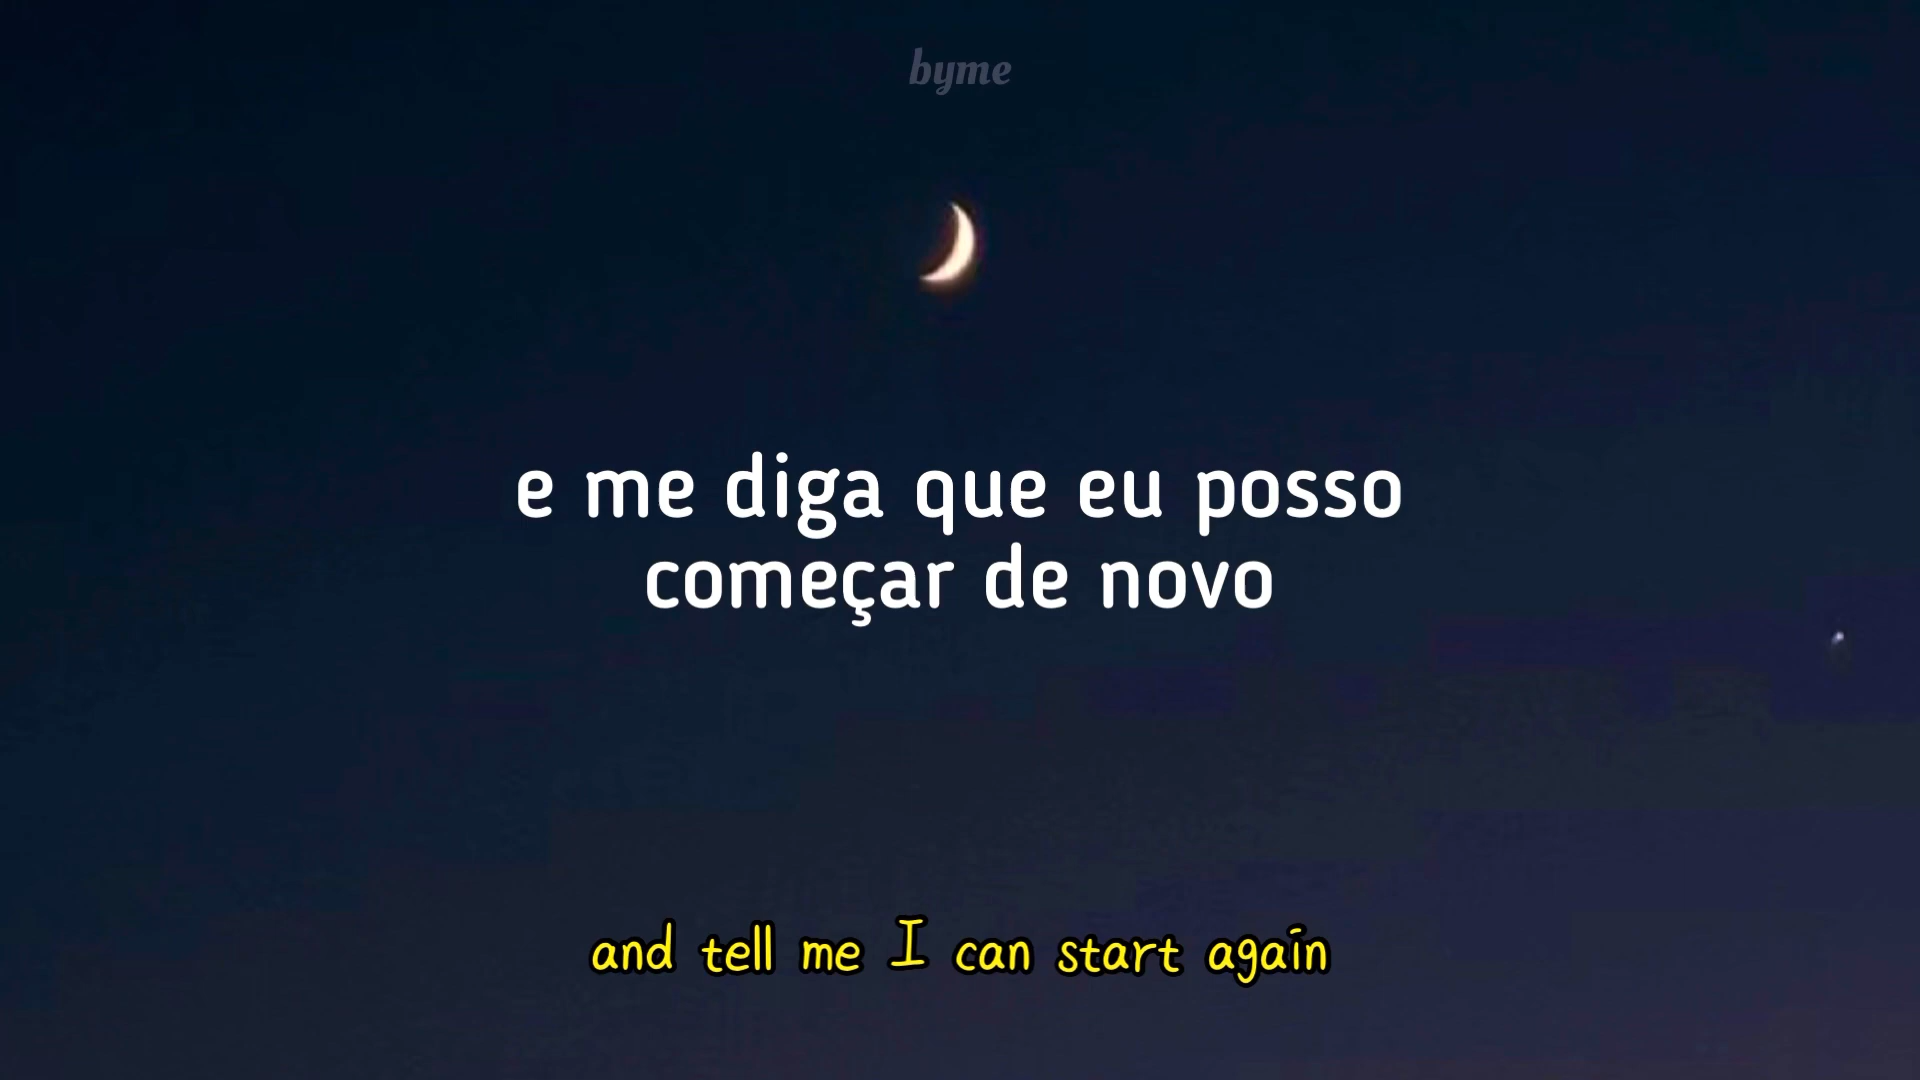 byme
e me diga que eu posso
começar de novo
and tell me I can start again